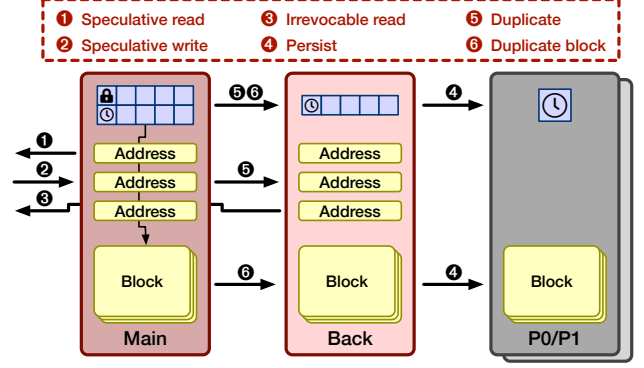 ❶ Speculative read ❸ Irrevocable read ❺ Duplicate
❷ Speculative write ❹ Persist ❻ Duplicate block
❺❻ ❹
❶ Address Address
❷ Address ❺ Address
❸ Address Address
Block Block
❻ ❹
Block
Main Back P0/P1